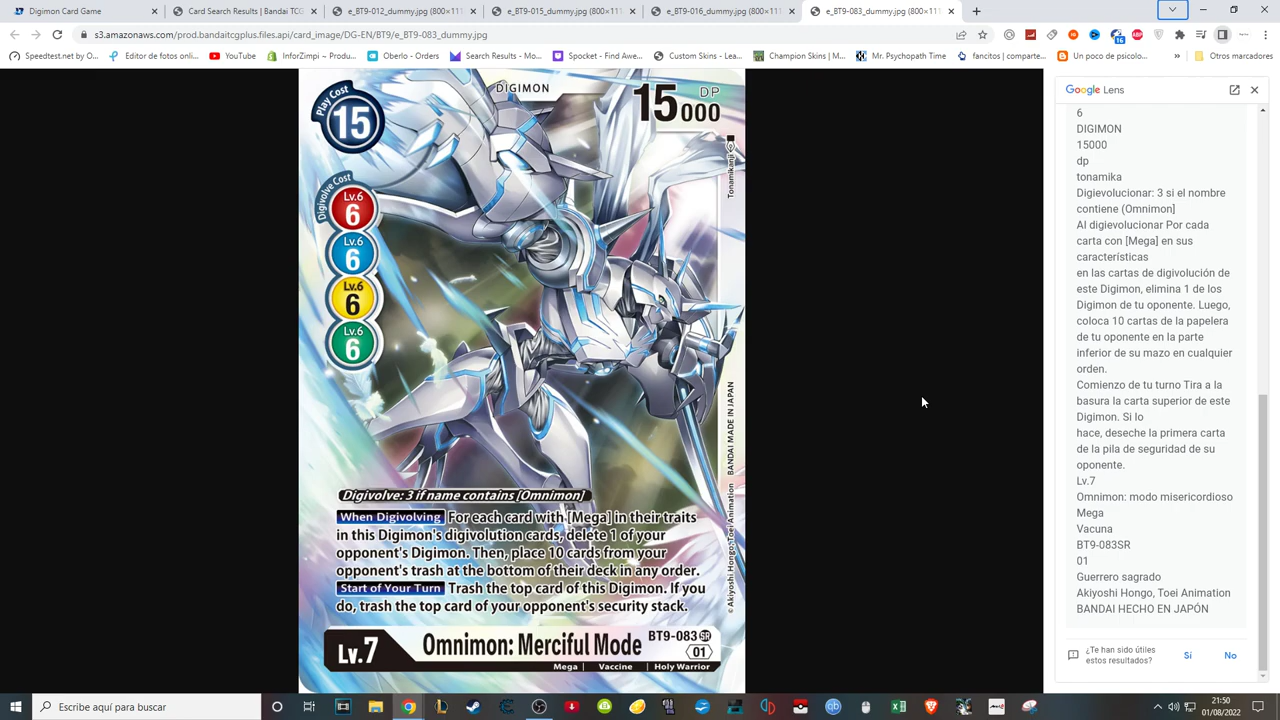 Digimon Card Game
Card Search Results | Bandai TCG
e_BT9-012_dummy.jpg (800×111
e_BT9-015_dummy.jpg (800×111
e_BT9-016_dummy.jpg (800×111
e_BT9-083_dummy.jpg (800×111
s3.amazonaws.com/prod.bandaitcgplus.files.api/card_image/DG-EN/BT9/e_BT9-083_dummy.jpg
Speedtest.net by O...
Editor de fotos onli...
YouTube
InforZimpi – Produ...
Oberlo - Orders
Search Results - Mo...
Spocket - Find Awe...
Custom Skins - Lea...
Champion Skins | M...
Mr. Psychopath Time
fancitos | comparte...
Un poco de psicolo...
Otros marcadores
Play Cost
15
DIGIMON
15000
DP
Digivolve Cost
Lv.6
6
Lv.6
6
Lv.6
6
Lv.6
6
Tonamikanji
© Akiyoshi Hongo, Toei Animation BANDAI MADE IN JAPAN
Digivolve: 3 if name contains [Omnimon]
When Digivolving For each card with [Mega] in their traits
in this Digimon's digivolution cards, delete 1 of your
opponent's Digimon. Then, place 10 cards from your
opponent's trash at the bottom of their deck in any order.
Start of Your Turn Trash the top card of this Digimon. If you
do, trash the top card of your opponent's security stack.
Lv.7
Omnimon: Merciful Mode
BT9-083 SR
01
Mega | Vaccine | Holy Warrior
Google Lens
6
DIGIMON
15000
dp
tonamika
Digievolucionar: 3 si el nombre
contiene (Omnimon]
Al digievolucionar Por cada
carta con [Mega] en sus
características
en las cartas de digivolución de
este Digimon, elimina 1 de los
Digimon de tu oponente. Luego,
coloca 10 cartas de la papelera
de tu oponente en la parte
inferior de su mazo en cualquier
orden.
Comienzo de tu turno Tira a la
basura la carta superior de este
Digimon. Si lo
hace, deseche la primera carta
de la pila de seguridad de su
oponente.
Lv.7
Omnimon: modo misericordioso
Mega
Vacuna
BT9-083SR
01
Guerrero sagrado
Akiyoshi Hongo, Toei Animation
BANDAI HECHO EN JAPÓN
¿Te han sido útiles
estos resultados?
Sí
No
Escribe aquí para buscar
21:50
01/08/2022